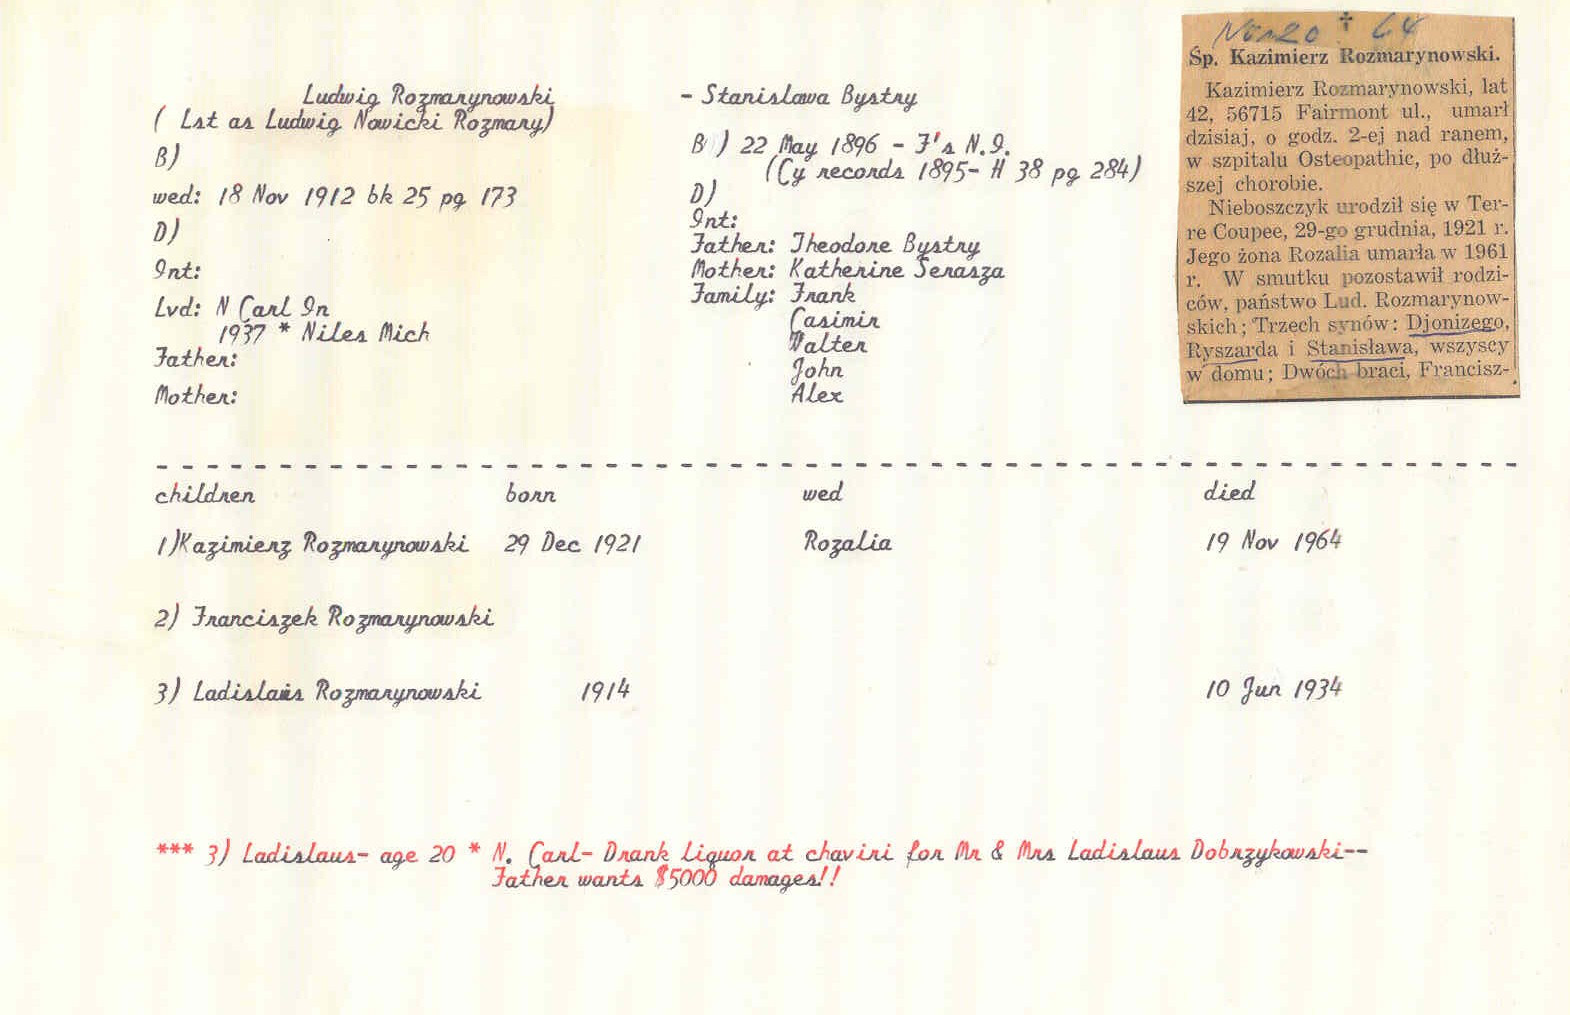 Ludwig Rozmarynowski
( Lst as Ludwig Nowicki Rozmary)
B)
wed: 18 Nov 1912 bk 25 pg 173
D)
Int:
Lvd: N Carl In
1937 * Niles Mich
Father:
Mother:
- Stanislawa Bystry
B ) 22 May 1896 - F's N.I.
(Cy records 1895- H 38 pg 284)
D)
Int:
Father: Theodore Bystry
Mother: Katherine Serasza
Family: Frank
Casimir
Walter
John
Alex
Nov 20 64
Śp. Kazimierz Rozmarynowski.
Kazimierz Rozmarynowski, lat
42, 56715 Fairmont ul., umarł
dzisiaj, o godz. 2-ej nad ranem,
w szpitalu Osteopathic, po dłuż-
szej chorobie.
Nieboszczyk urodził się w Ter-
re Coupee, 29-go grudnia, 1921 r.
Jego żona Rozalia umarła w 1961
r. W smutku pozostawił rodzi-
ców, państwo Lud. Rozmarynow-
skich; Trzech synów: Djonizego,
Ryszarda i Stanisława, wszyscy
w domu; Dwóch braci, Francisz-
children born wed died
1)Kazimierz Rozmarynowski 29 Dec 1921 Rozalia 19 Nov 1964
2) Franciszek Rozmarynowski
3) Ladislaus Rozmarynowski 1914 10 Jun 1934
*** 3) Ladislaus- age 20 * N. Carl- Drank liquor at chaviri for Mr & Mrs Ladislaus Dobrzykowski--
Father wants $5000 damages!!